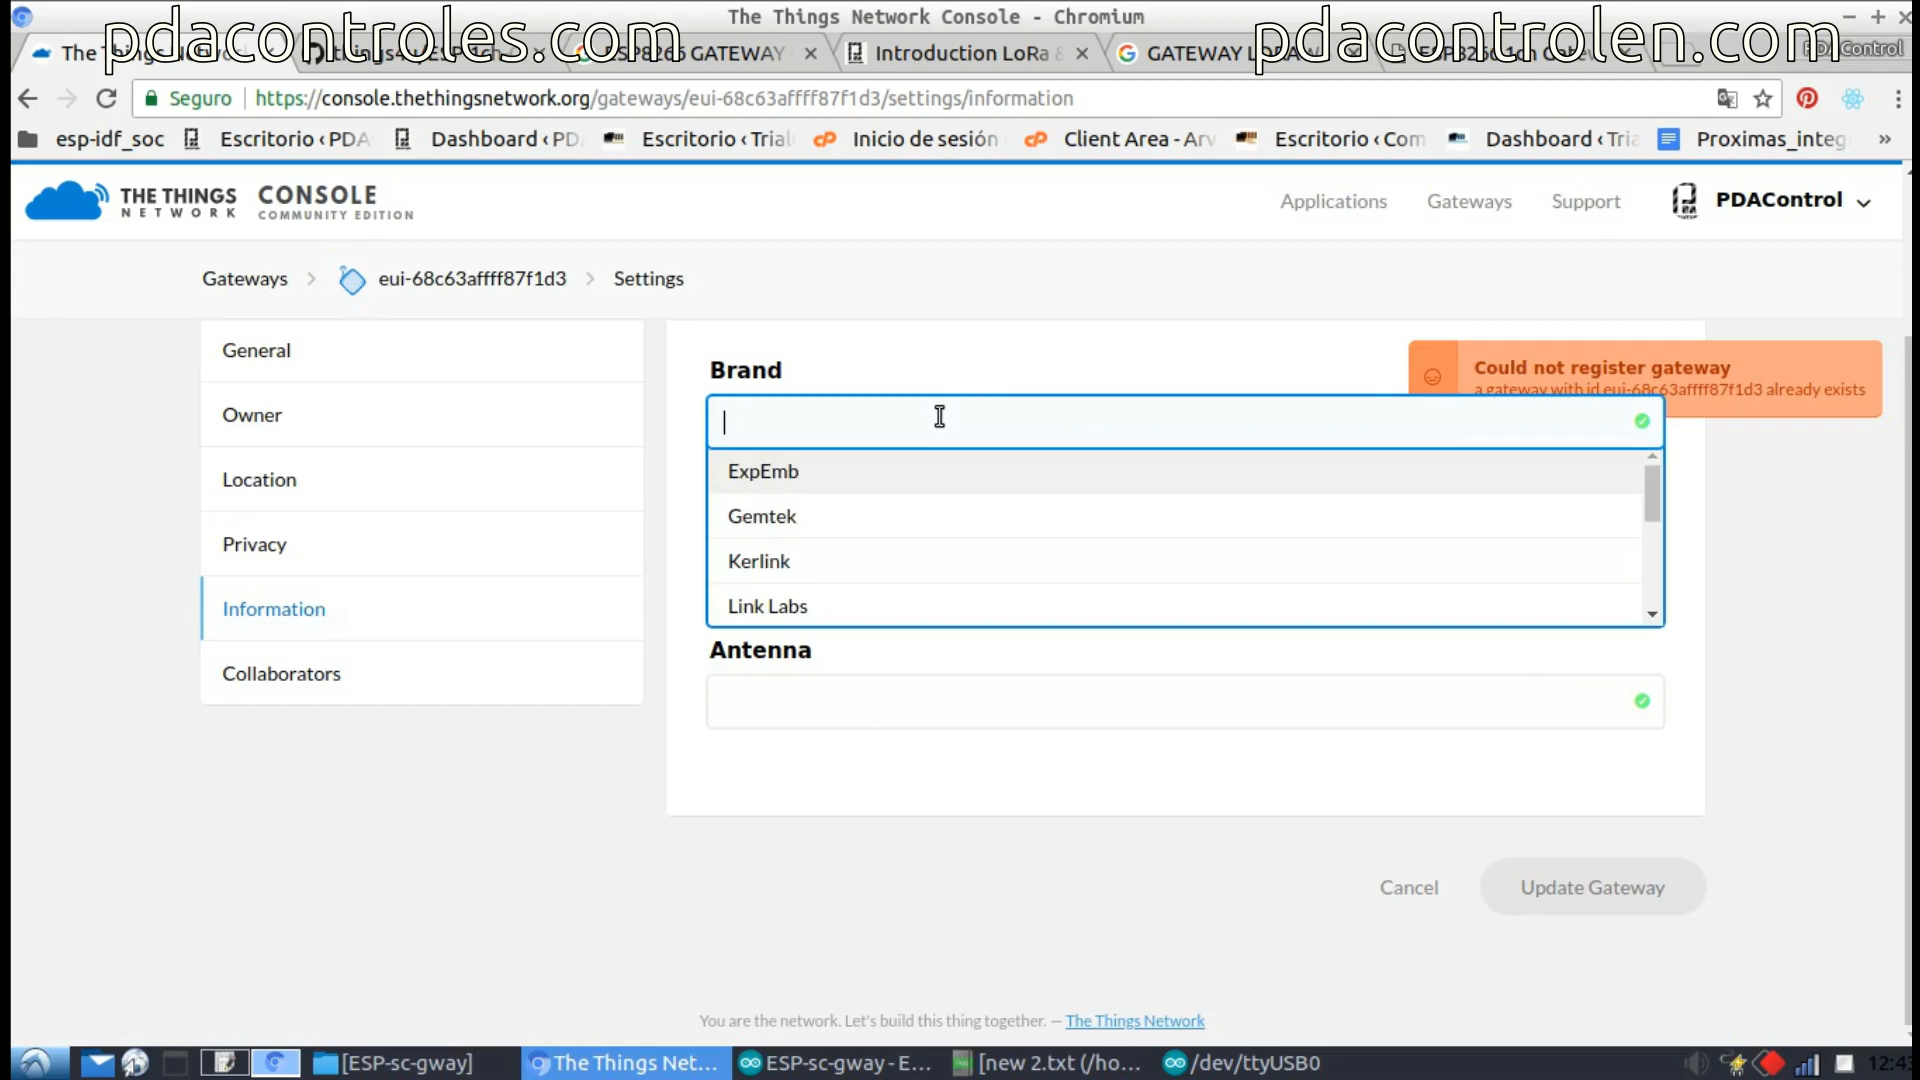 The Things Network Console - Chromium
pdacontroles.com
pdacontrolen.com
ESP8266 GATEWAY
Introduction LoRa &
PDAControl
Seguro
https://console.thethingsnetwork.org/gateways/eui-68c63affff87f1d3/settings/information
esp-idf_soc
Escritorio ‹ PDA
Dashboard ‹ PD
Escritorio ‹ Trial
Inicio de sesión
Client Area - Arv
Escritorio ‹ Com
Dashboard ‹ Tria
Proximas_integ
»
THE THINGS NETWORK
CONSOLE
COMMUNITY EDITION
Applications
Gateways
Support
PDAControl
Gateways
eui-68c63affff87f1d3
Settings
General
Owner
Location
Privacy
Information
Collaborators
Brand
Could not register gateway
a gateway with id eui-68c63affff87f1d3 already exists
ExpEmb
Gemtek
Kerlink
Link Labs
Antenna
Cancel
Update Gateway
You are the network. Let's build this thing together. — The Things Network
[ESP-sc-gway]
The Things Net...
ESP-sc-gway - E...
[new 2.txt (/ho...
/dev/ttyUSB0